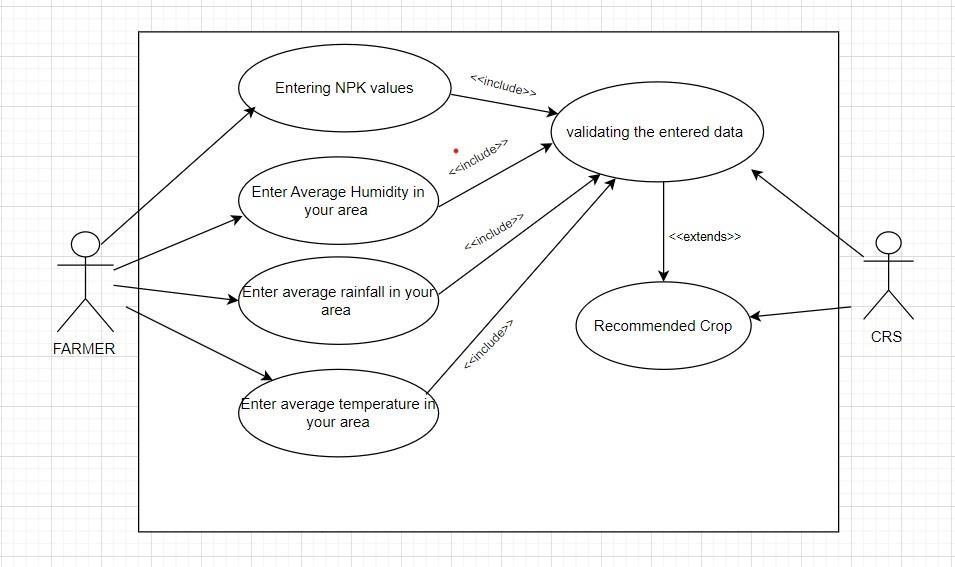 Entering NPK values
<<include>>
validating the entered data
<<include>>
Enter Average Humidity in
your area
<<include>>
<<extends>>
Enter average rainfall in your
area
Recommended Crop
FARMER
CRS
<<include>>
Enter average temperature in
your area